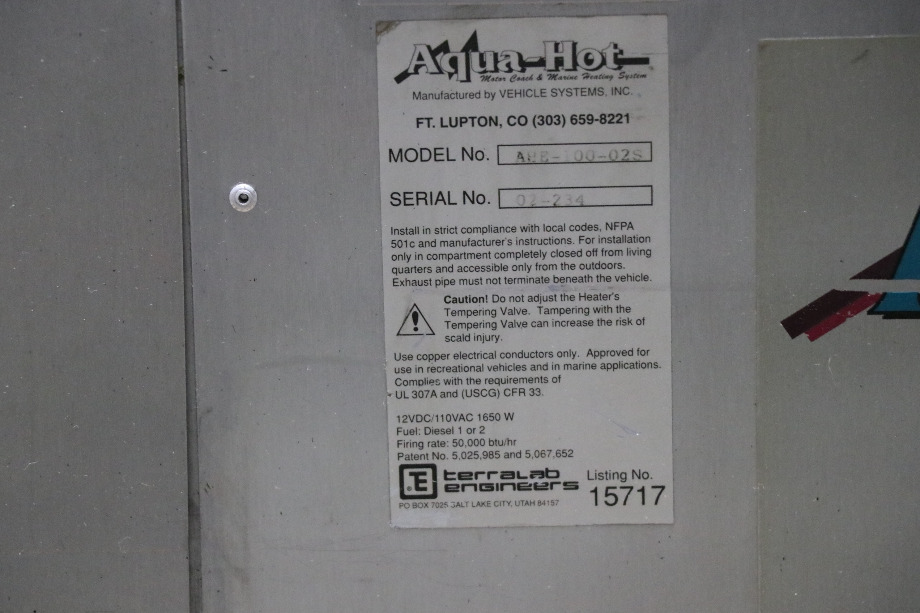 Aqua-Hot
Motor Coach & Marine Heating System
Manufactured by VEHICLE SYSTEMS, INC.
FT. LUPTON, CO (303) 659-8221
MODEL No. AHE-100-02S
SERIAL No. 02-234
Install in strict compliance with local codes, NFPA
501c and manufacturer's instructions. For installation
only in compartment completely closed off from living
quarters and accessible only from the outdoors.
Exhaust pipe must not terminate beneath the vehicle.
Caution! Do not adjust the Heater's
Tempering Valve. Tampering with the
Tempering Valve can increase the risk of
scald injury.
Use copper electrical conductors only. Approved for
use in recreational vehicles and in marine applications.
Complies with the requirements of
UL 307A and (USCG) CFR 33.
12VDC/110VAC 1650 W
Fuel: Diesel 1 or 2
Firing rate: 50,000 btu/hr
Patent No. 5,025,985 and 5,067,652
TE terralab
engineers
Listing No.
15717
PO BOX 7025 SALT LAKE CITY, UTAH 84157